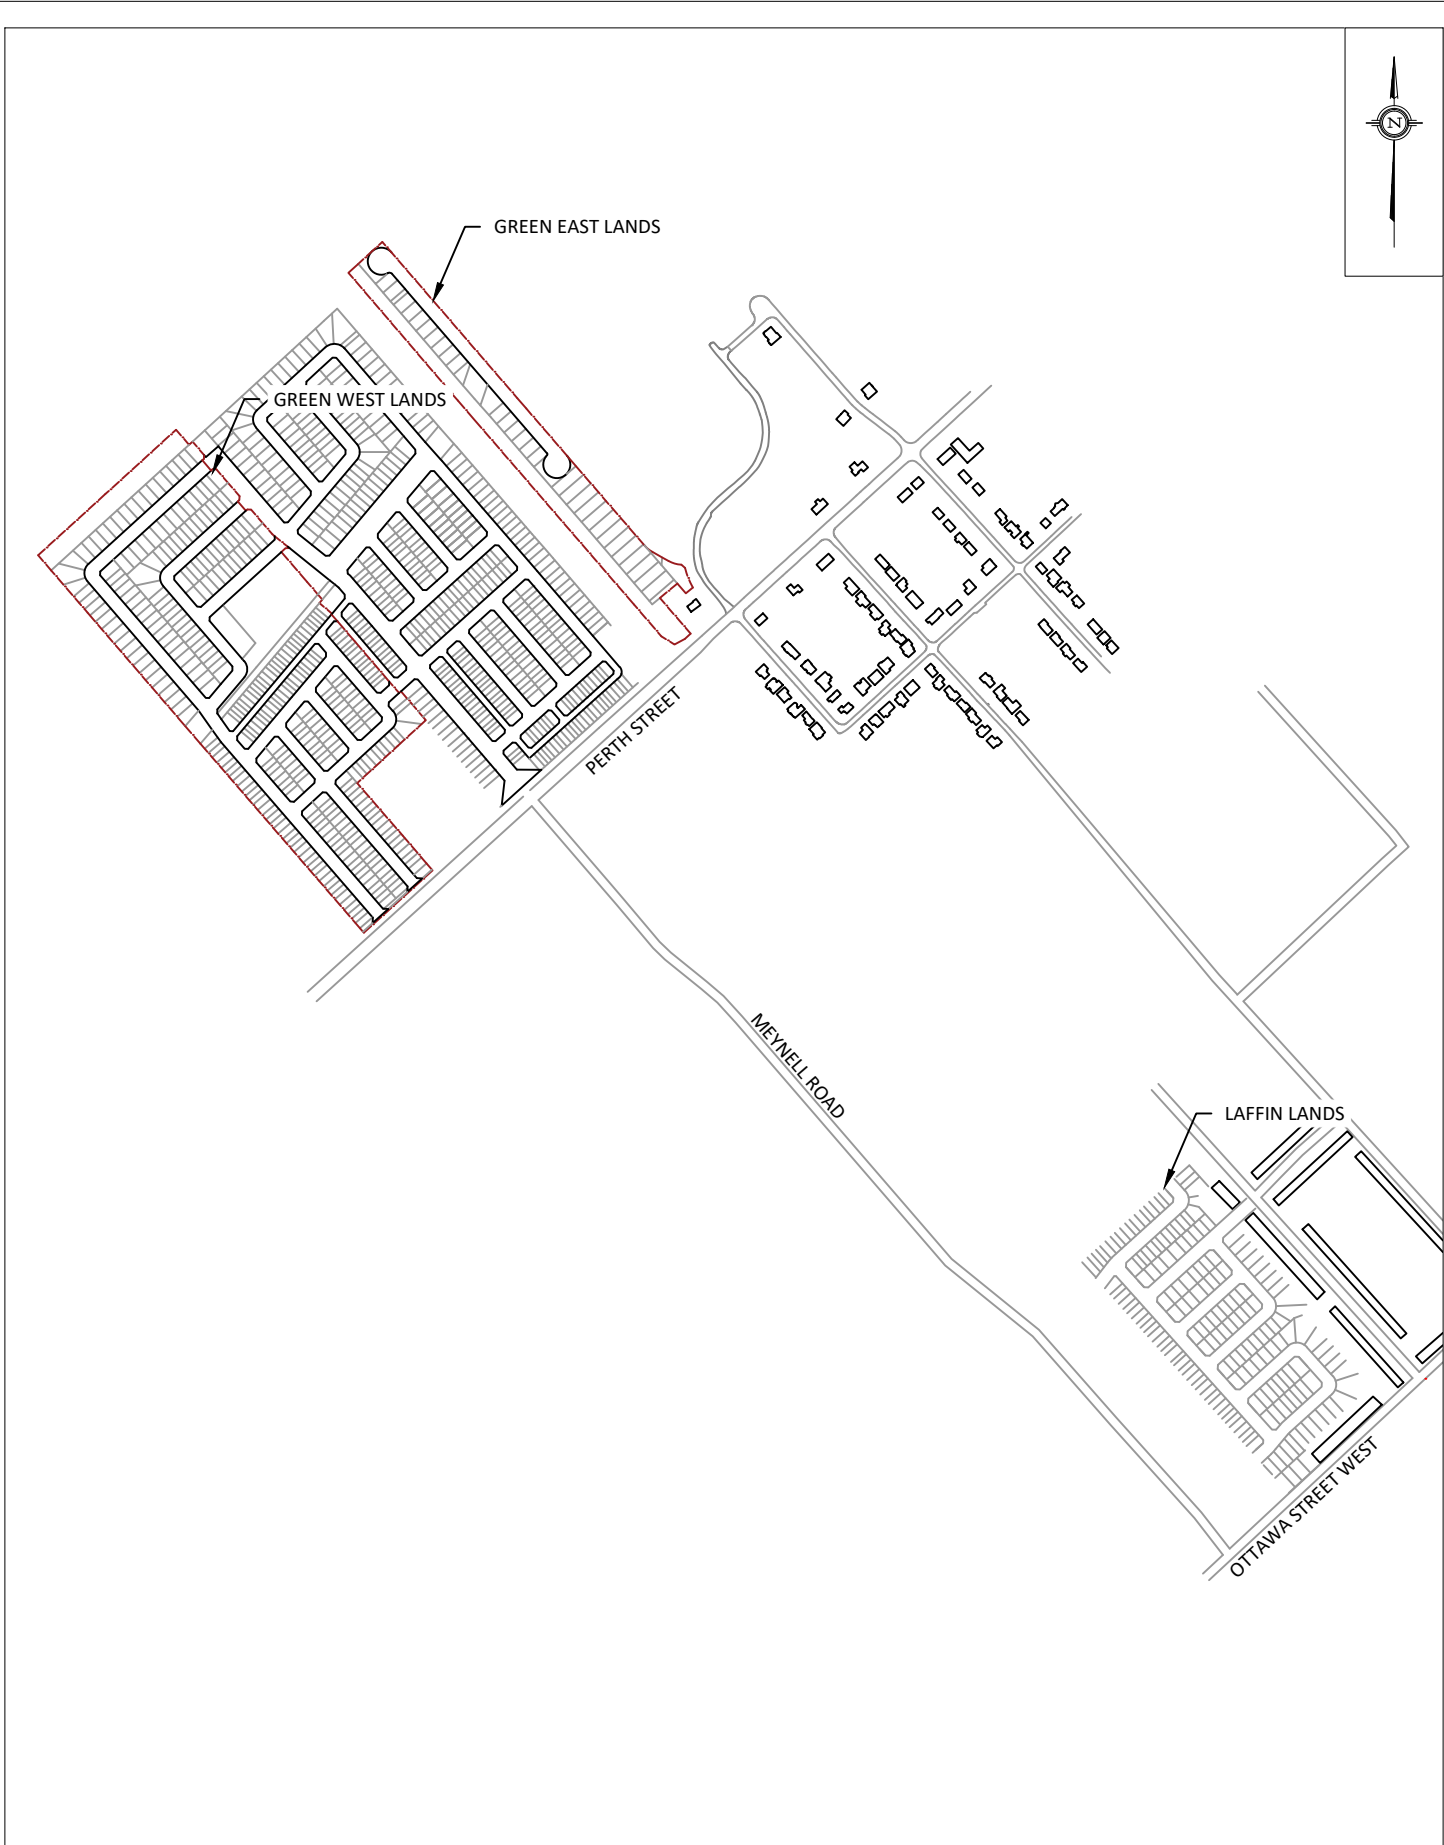 N
GREEN EAST LANDS
GREEN WEST LANDS
PERTH STREET
MEYNELL ROAD
LAFFIN LANDS
OTTAWA STREET WEST